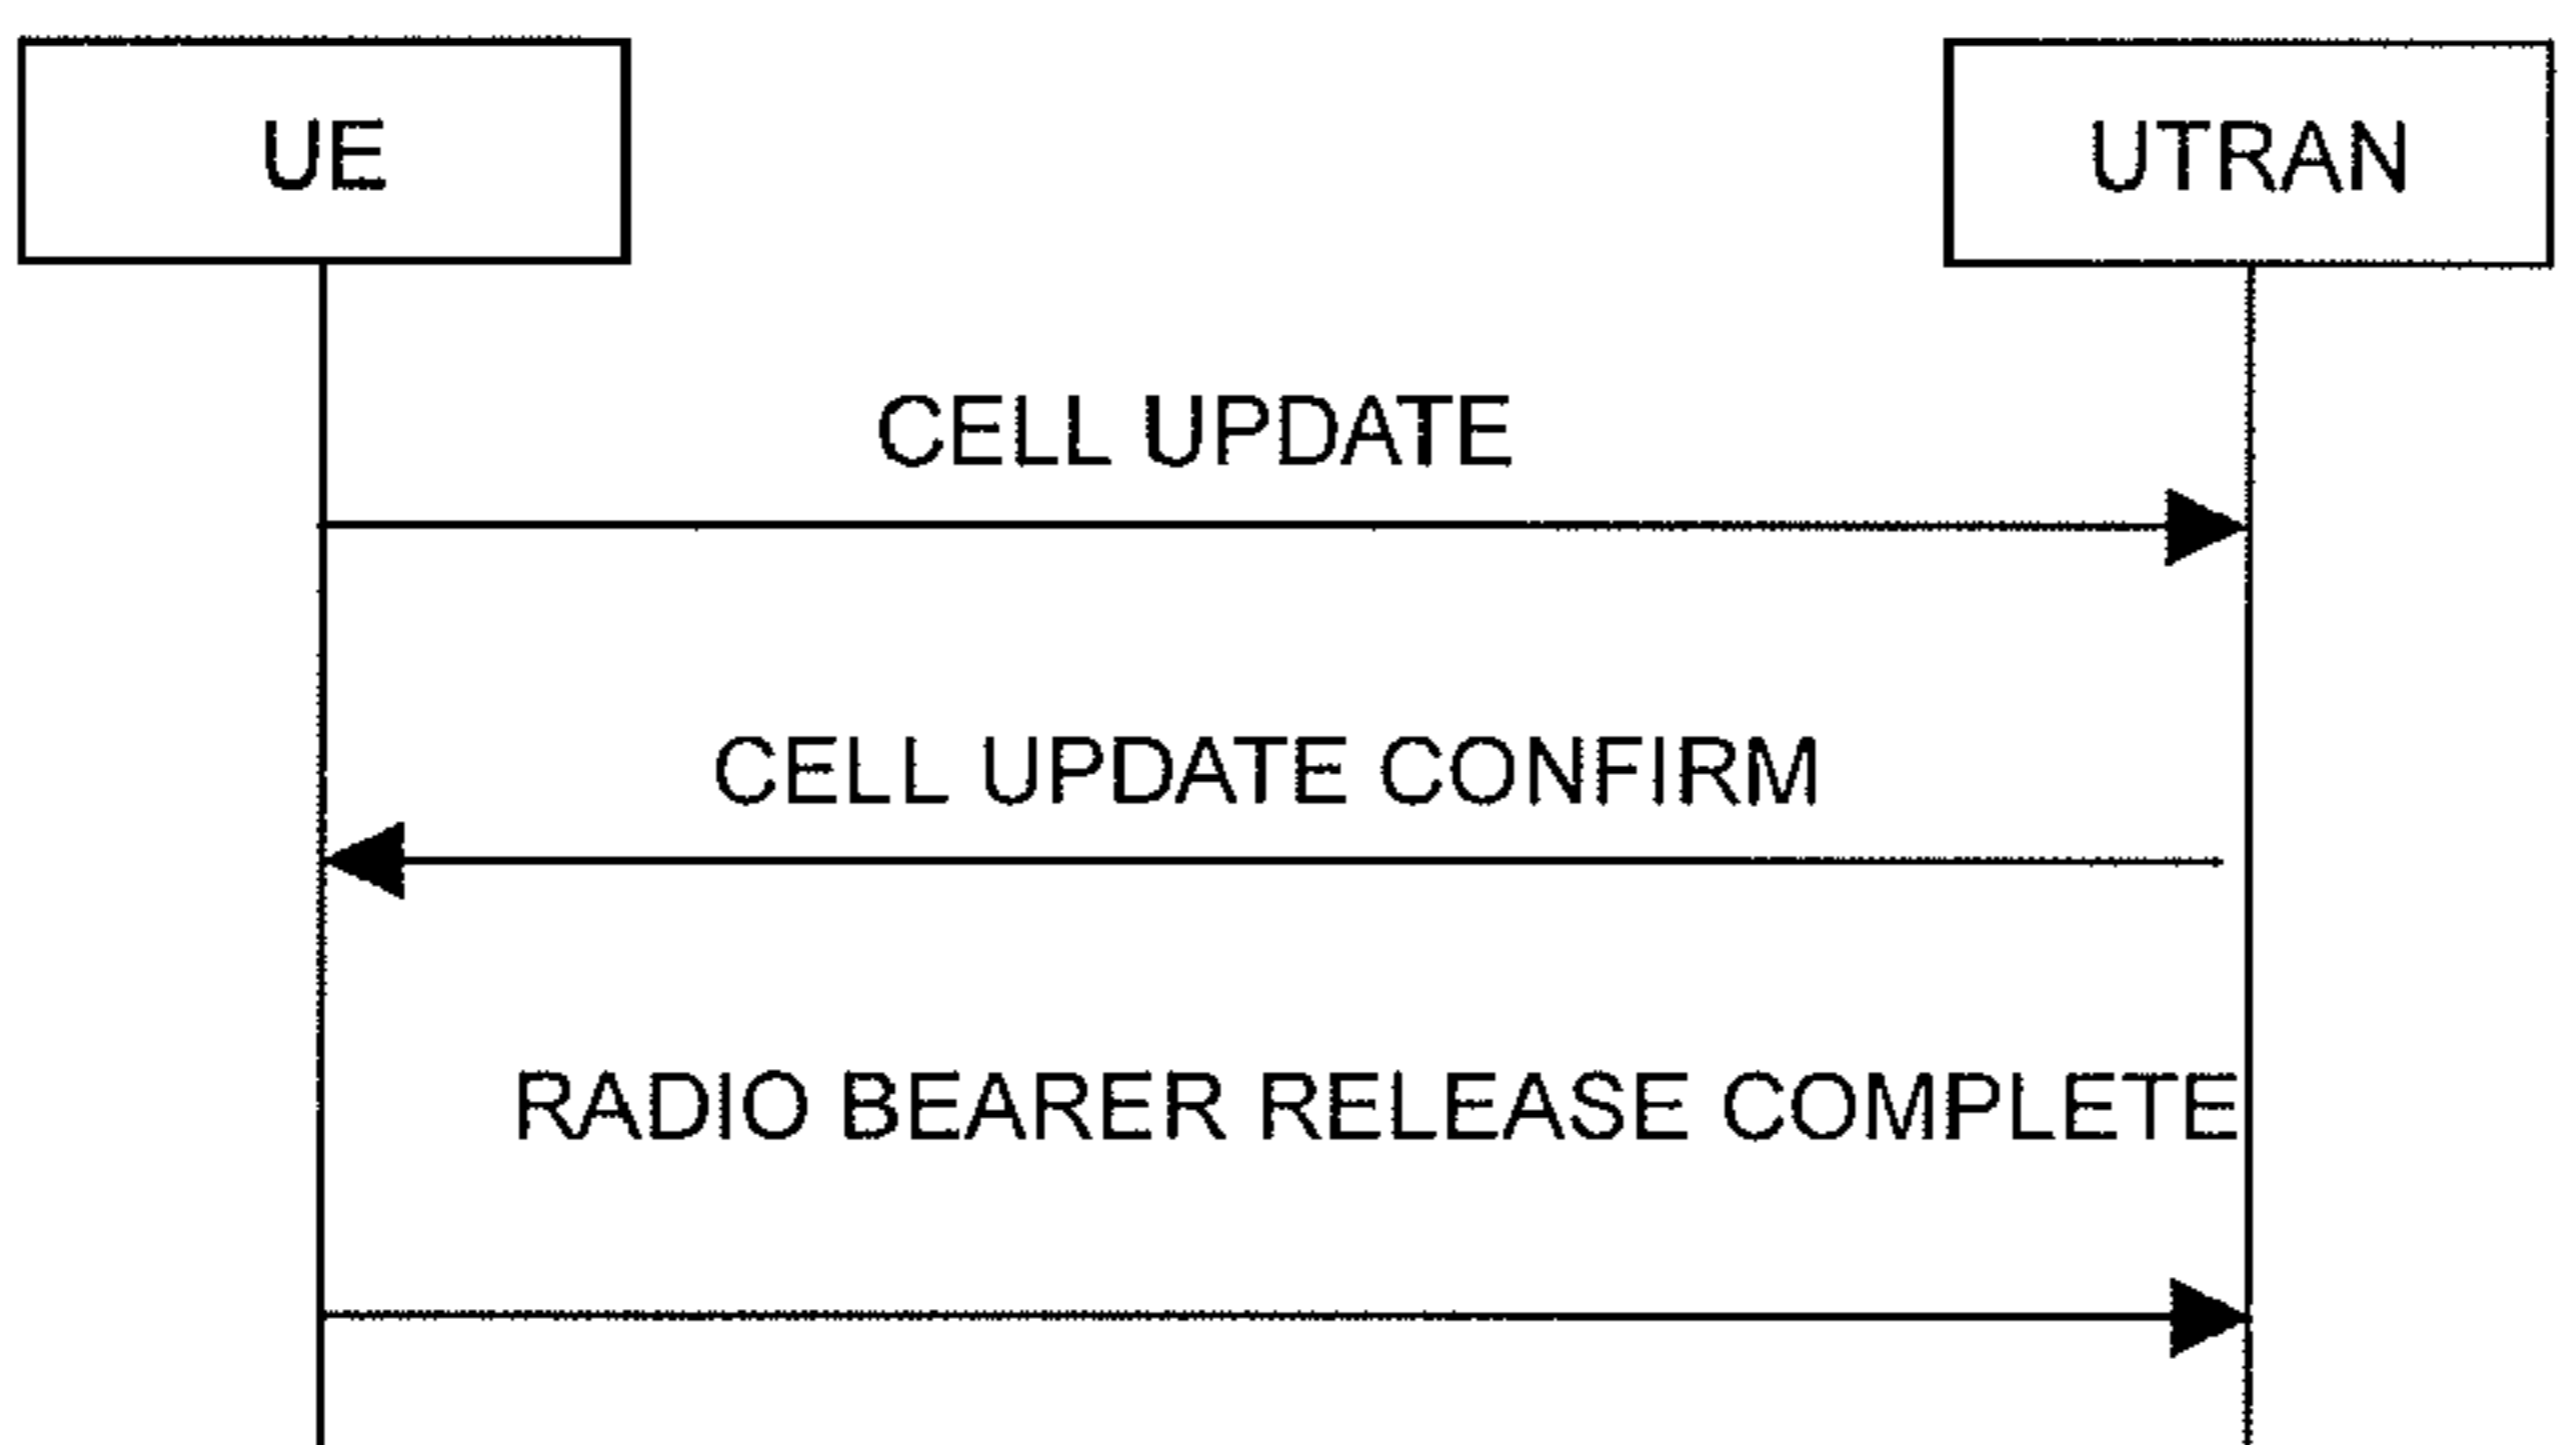 UE
UTRAN
CELL UPDATE
CELL UPDATE CONFIRM
RADIO BEARER RELEASE COMPLETE